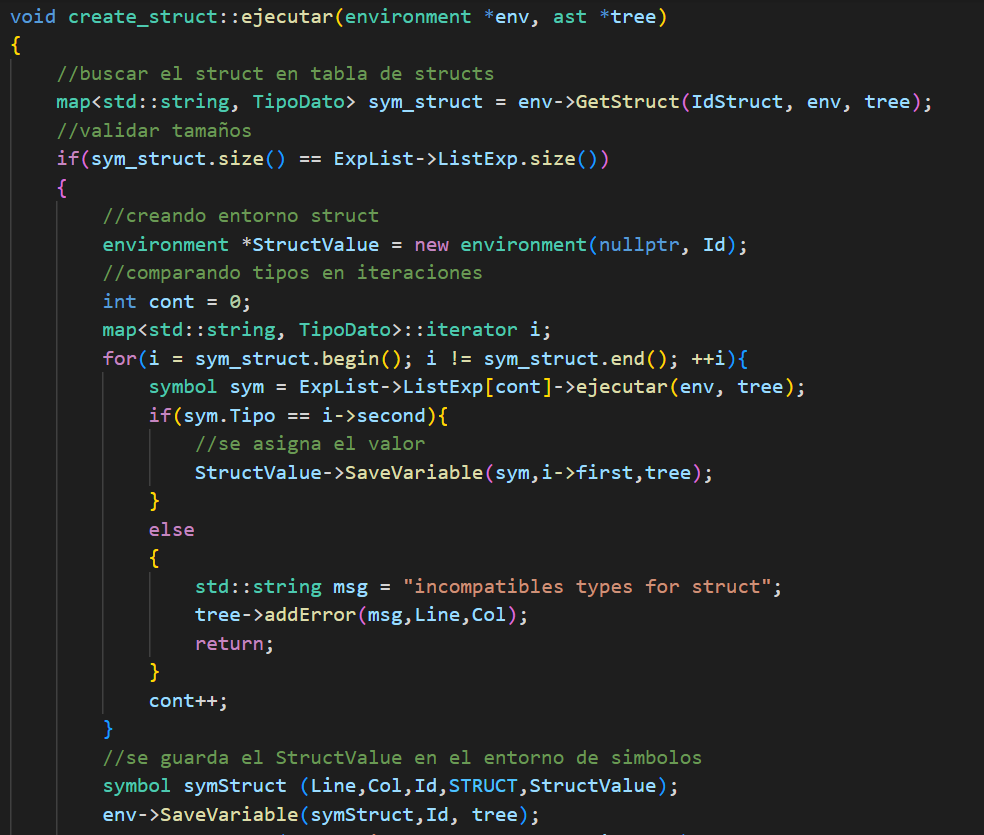 void create_struct::ejecutar(environment *env, ast *tree)
{
    //buscar el struct en tabla de structs
    map<std::string, TipoDato> sym_struct = env->GetStruct(IdStruct, env, tree);
    //validar tamaños
    if(sym_struct.size() == ExpList->ListExp.size())
    {
        //creando entorno struct
        environment *StructValue = new environment(nullptr, Id);
        //comparando tipos en iteraciones
        int cont = 0;
        map<std::string, TipoDato>::iterator i;
        for(i = sym_struct.begin(); i != sym_struct.end(); ++i){
            symbol sym = ExpList->ListExp[cont]->ejecutar(env, tree);
            if(sym.Tipo == i->second){
                //se asigna el valor
                StructValue->SaveVariable(sym,i->first,tree);
            }
            else
            {
                std::string msg = "incompatibles types for struct";
                tree->addError(msg,Line,Col);
                return;
            }
            cont++;
        }
        //se guarda el StructValue en el entorno de simbolos
        symbol symStruct (Line,Col,Id,STRUCT,StructValue);
        env->SaveVariable(symStruct,Id, tree);